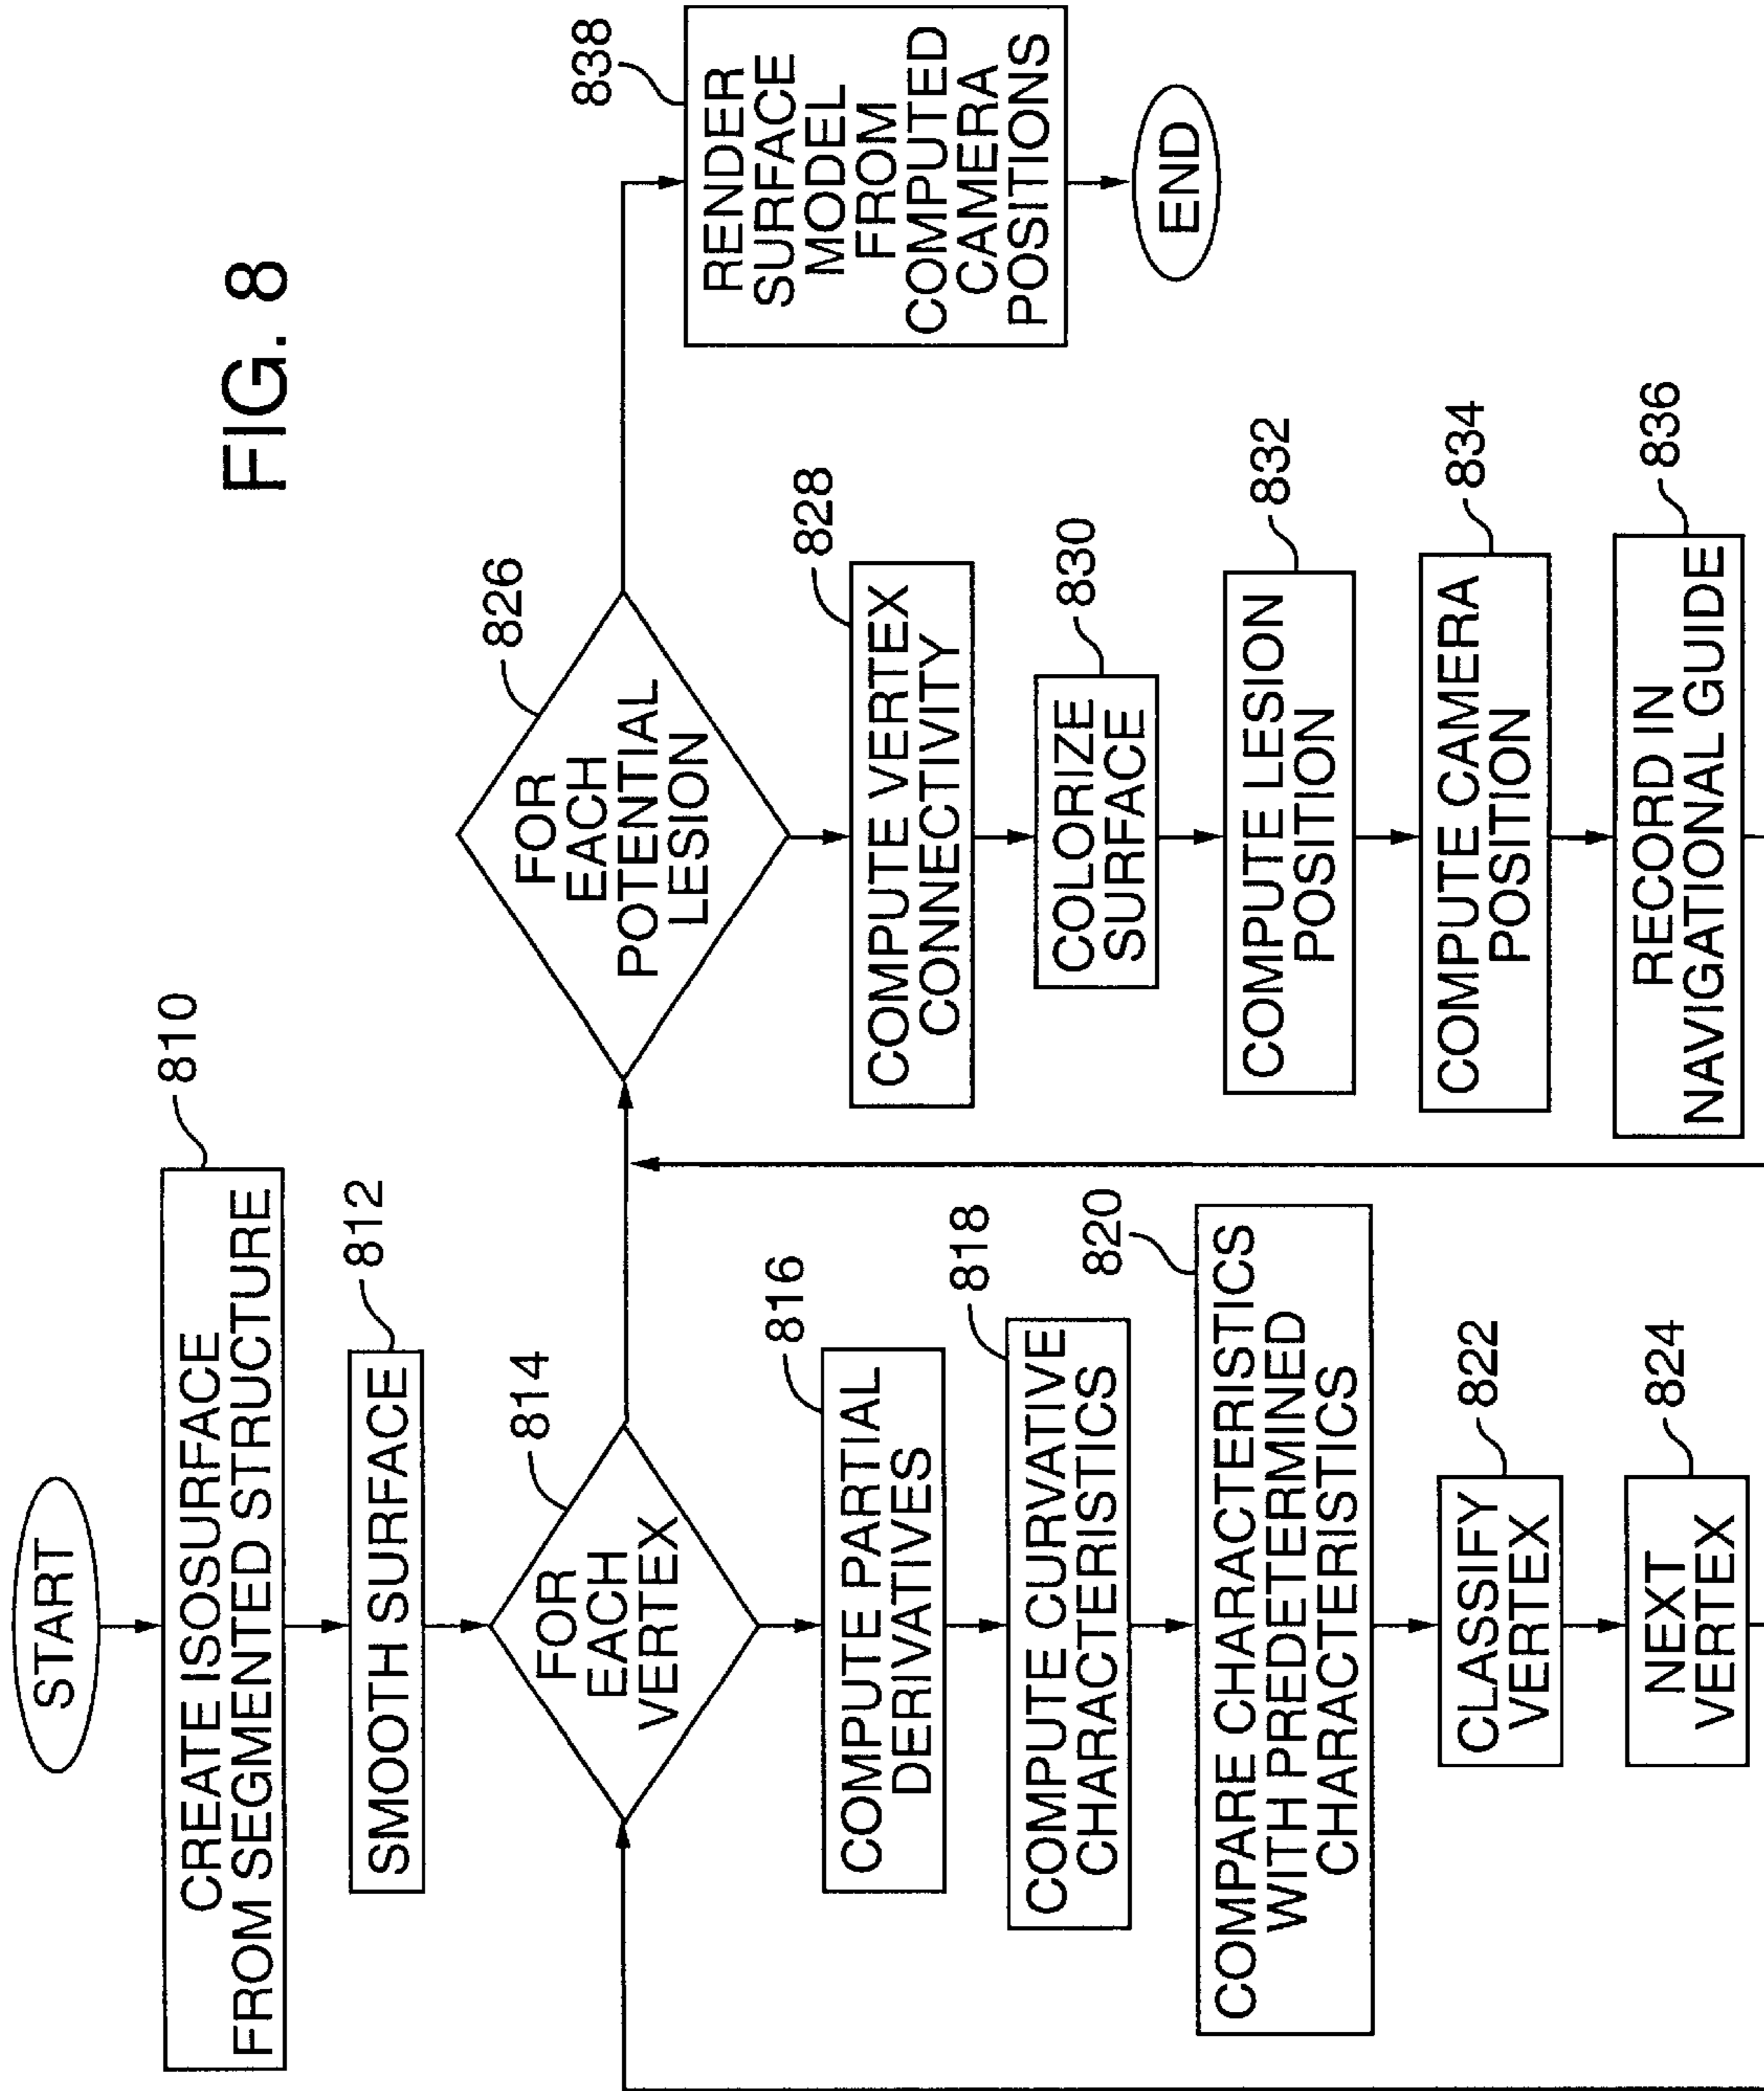 FIG. 8
START
CREATE ISOSURFACE
FROM SEGMENTED STRUCTURE
810
SMOOTH SURFACE
812
FOR
EACH
VERTEX
814
COMPUTE PARTIAL
DERIVATIVES
816
COMPUTE CURVATIVE
CHARACTERISTICS
818
COMPARE CHARACTERISTICS
WITH PREDETERMINED
CHARACTERISTICS
820
CLASSIFY
VERTEX
822
NEXT
VERTEX
824
FOR
EACH
POTENTIAL
LESION
826
COMPUTE VERTEX
CONNECTIVITY
828
COLORIZE
SURFACE
830
COMPUTE LESION
POSITION
832
COMPUTE CAMERA
POSITION
834
RECORD IN
NAVIGATIONAL GUIDE
836
RENDER
SURFACE
MODEL
FROM
COMPUTED
CAMERA
POSITIONS
838
END